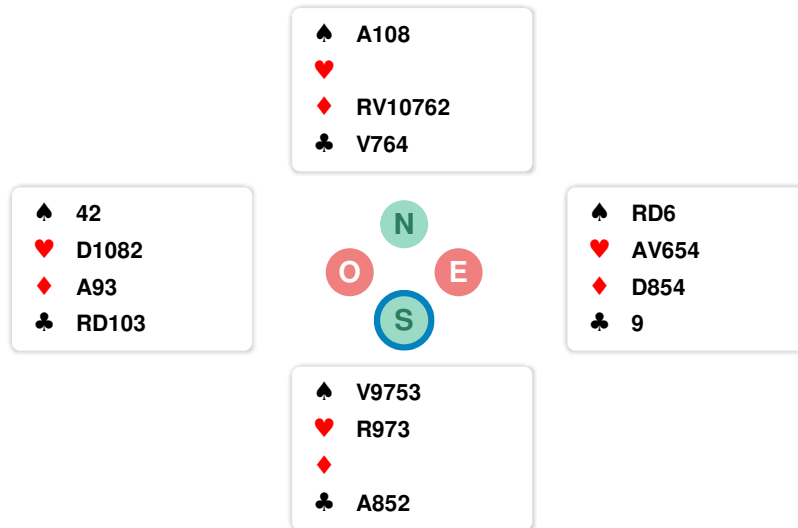 ♠ A108
♥
♦ RV10762
♣ V764
♠ 42
♥ D1082
♦ A93
♣ RD103
N
O E
S
♠ RD6
♥ AV654
♦ D854
♣ 9
♠ V9753
♥ R973
♦
♣ A852